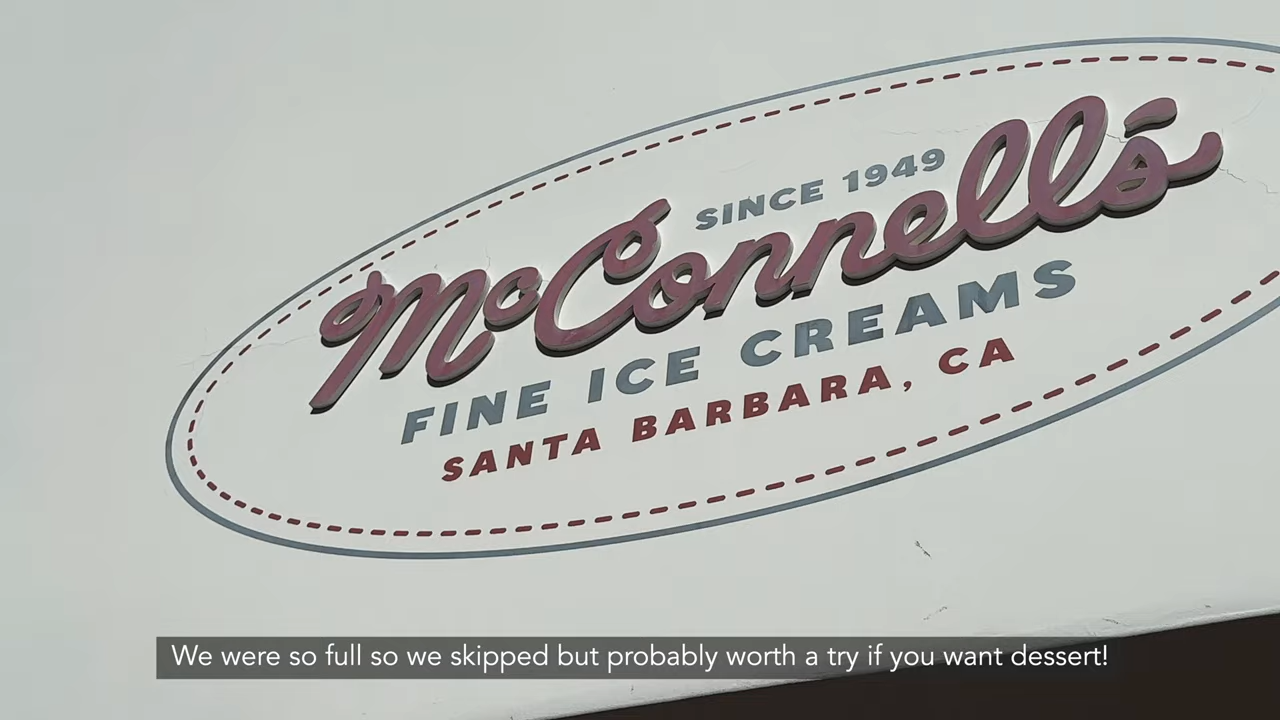 SINCE 1949
McConnell's
FINE ICE CREAMS
SANTA BARBARA, CA
We were so full so we skipped but probably worth a try if you want dessert!